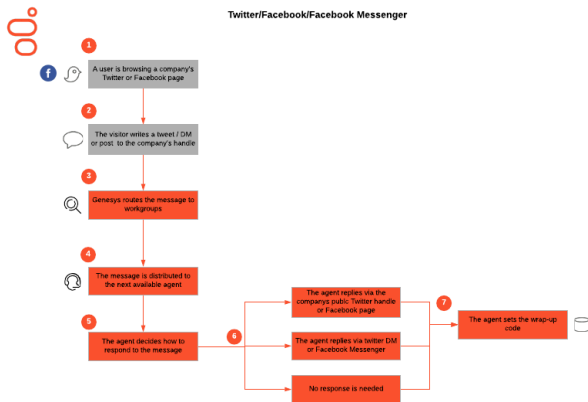 Twitter/Facebook/Facebook Messenger
1
A user is browsing a company's
Twitter or Facebook page
2
The visitor writes a tweet / DM
or post to the company's handle
3
Genesys routes the message to
workgroups
4
The message is distributed to
the next available agent
5
The agent decides how to
respond to the message
6
The agent replies via the
companys public Twitter handle
or Facebook page
The agent replies via twitter DM
or Facebook Messenger
No response is needed
7
The agent sets the wrap-up
code